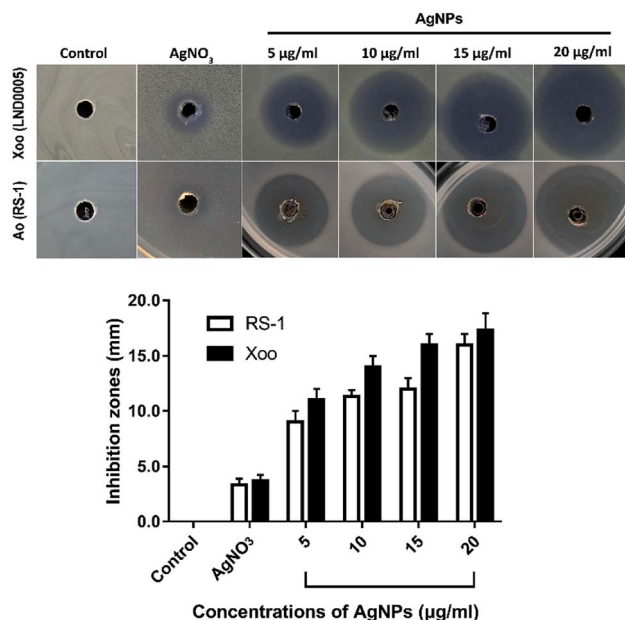 AgNPs
Control AgNO3 5 µg/ml 10 µg/ml 15 µg/ml 20 µg/ml
Xoo (LND0005)
Ao (RS-1)
20.0
15.0
10.0
5.0
0.0
Inhibition zones (mm)
RS-1
Xoo
Control AgNO3 5 10 15 20
Concentrations of AgNPs (µg/ml)